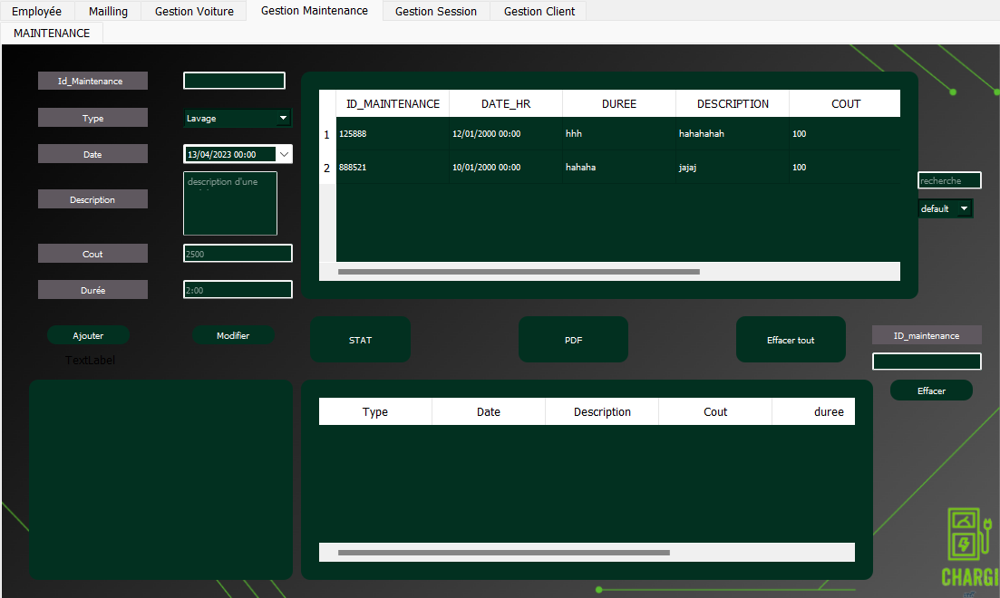 Employée Mailling Gestion Voiture Gestion Maintenance Gestion Session Gestion Client
MAINTENANCE
Id_Maintenance
Type Lavage
Date 13/04/2023 00:00
Description description d'une
Cout 2500
Durée 2:00
ID_MAINTENANCE DATE_HR DUREE DESCRIPTION COUT
1 125888 12/01/2000 00:00 hhh hahahahah 100
2 888521 10/01/2000 00:00 hahaha jajaj 100
recherche
default
Ajouter Modifier STAT PDF Effacer tout ID_maintenance
TextLabel
Effacer
Type Date Description Cout duree
CHARGI